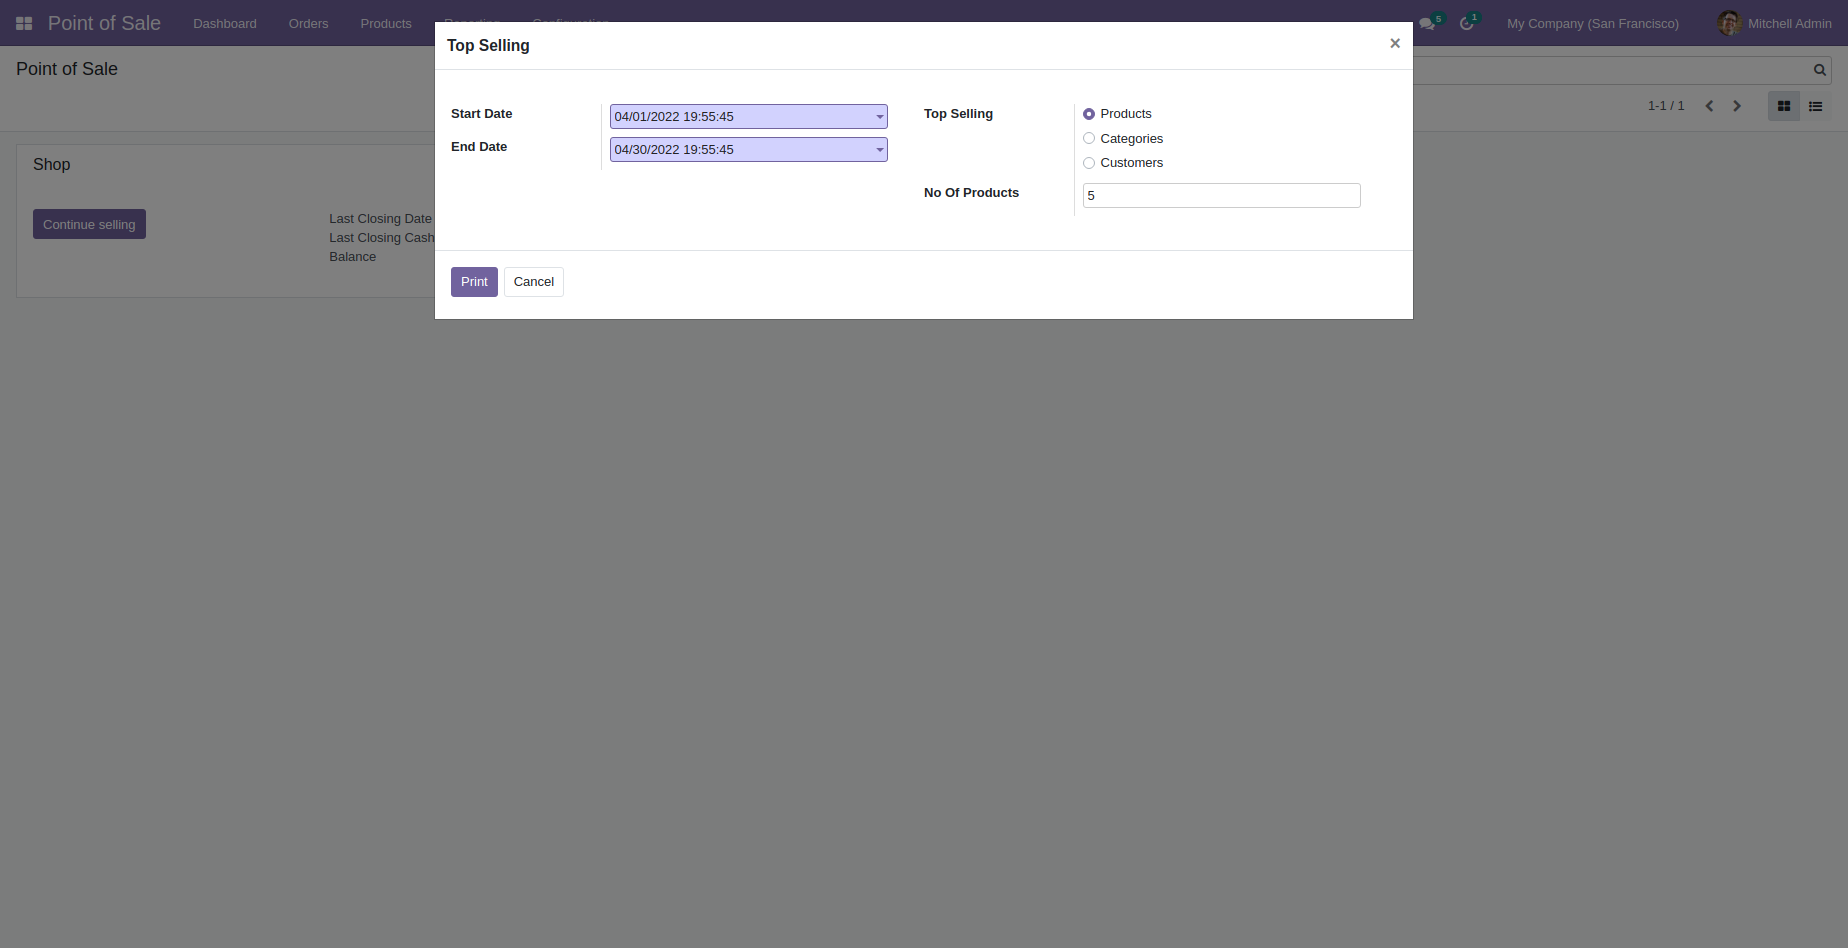 Point of Sale Dashboard Orders Products 5 1 My Company (San Francisco) Mitchell Admin
Top Selling ×
Point of Sale
1-1 / 1
Start Date 04/01/2022 19:55:45 Top Selling Products
End Date 04/30/2022 19:55:45 Categories
Customers
No Of Products 5
Shop
Continue selling Last Closing Date
Last Closing Cash
Balance
Print Cancel